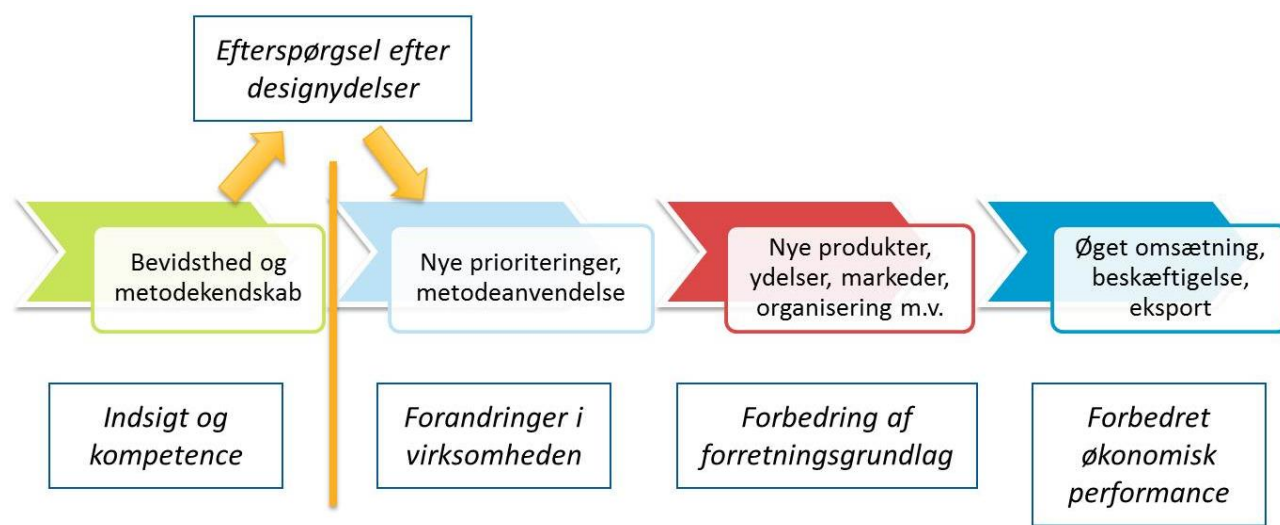 Efterspørgsel efter
designydelser
Bevidsthed og
metodekendskab
Nye prioriteringer,
metodeanvendelse
Nye produkter,
ydelser, markeder,
organisering m.v.
Øget omsætning,
beskæftigelse,
eksport
Indsigt og
kompetence
Forandringer i
virksomheden
Forbedring af
forretningsgrundlag
Forbedret
økonomisk
performance